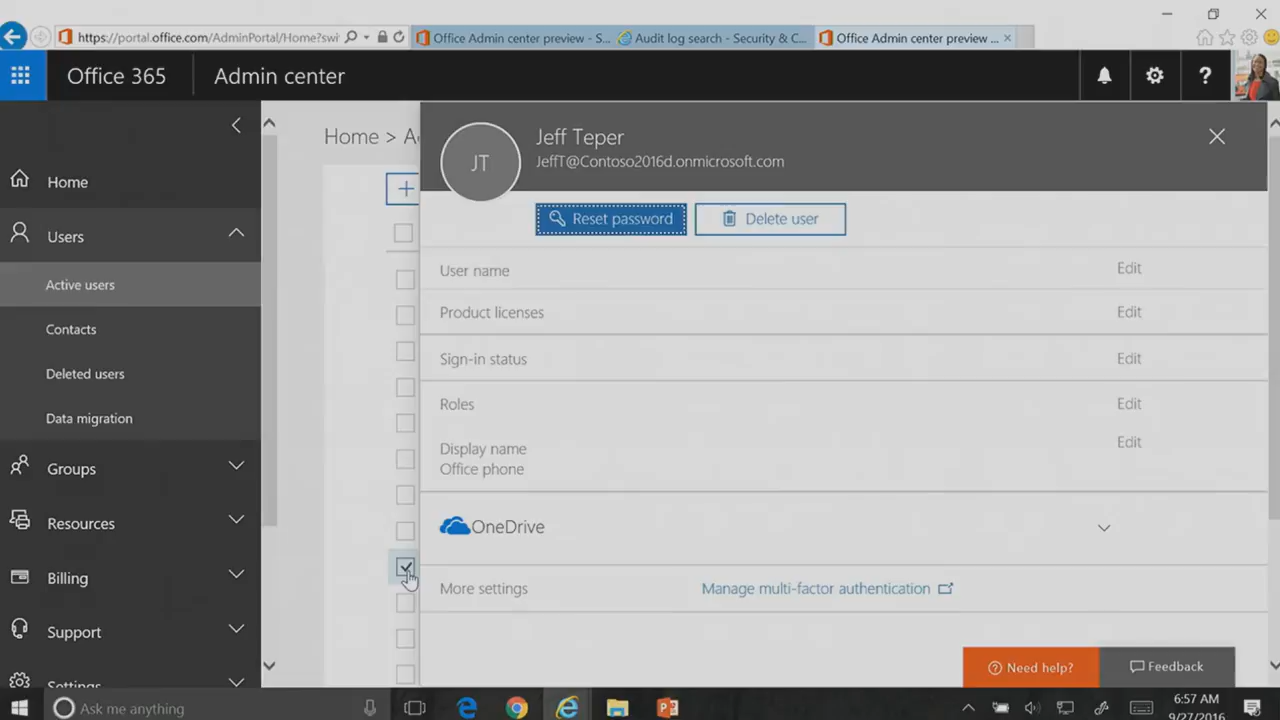 https://portal.office.com/AdminPortal/Home?swi
Office Admin center preview - S...
Audit log search - Security & C...
Office Admin center preview ...
Office 365
Admin center
Home
Users
Active users
Contacts
Deleted users
Data migration
Groups
Resources
Billing
Support
Settings
Home > Ac
JT
Jeff Teper
JeffT@Contoso2016d.onmicrosoft.com
Reset password
Delete user
User name Edit
Product licenses Edit
Sign-in status Edit
Roles Edit
Display name Edit
Office phone
OneDrive
More settings Manage multi-factor authentication
Need help?
Feedback
Ask me anything
6:57 AM
9/27/2016